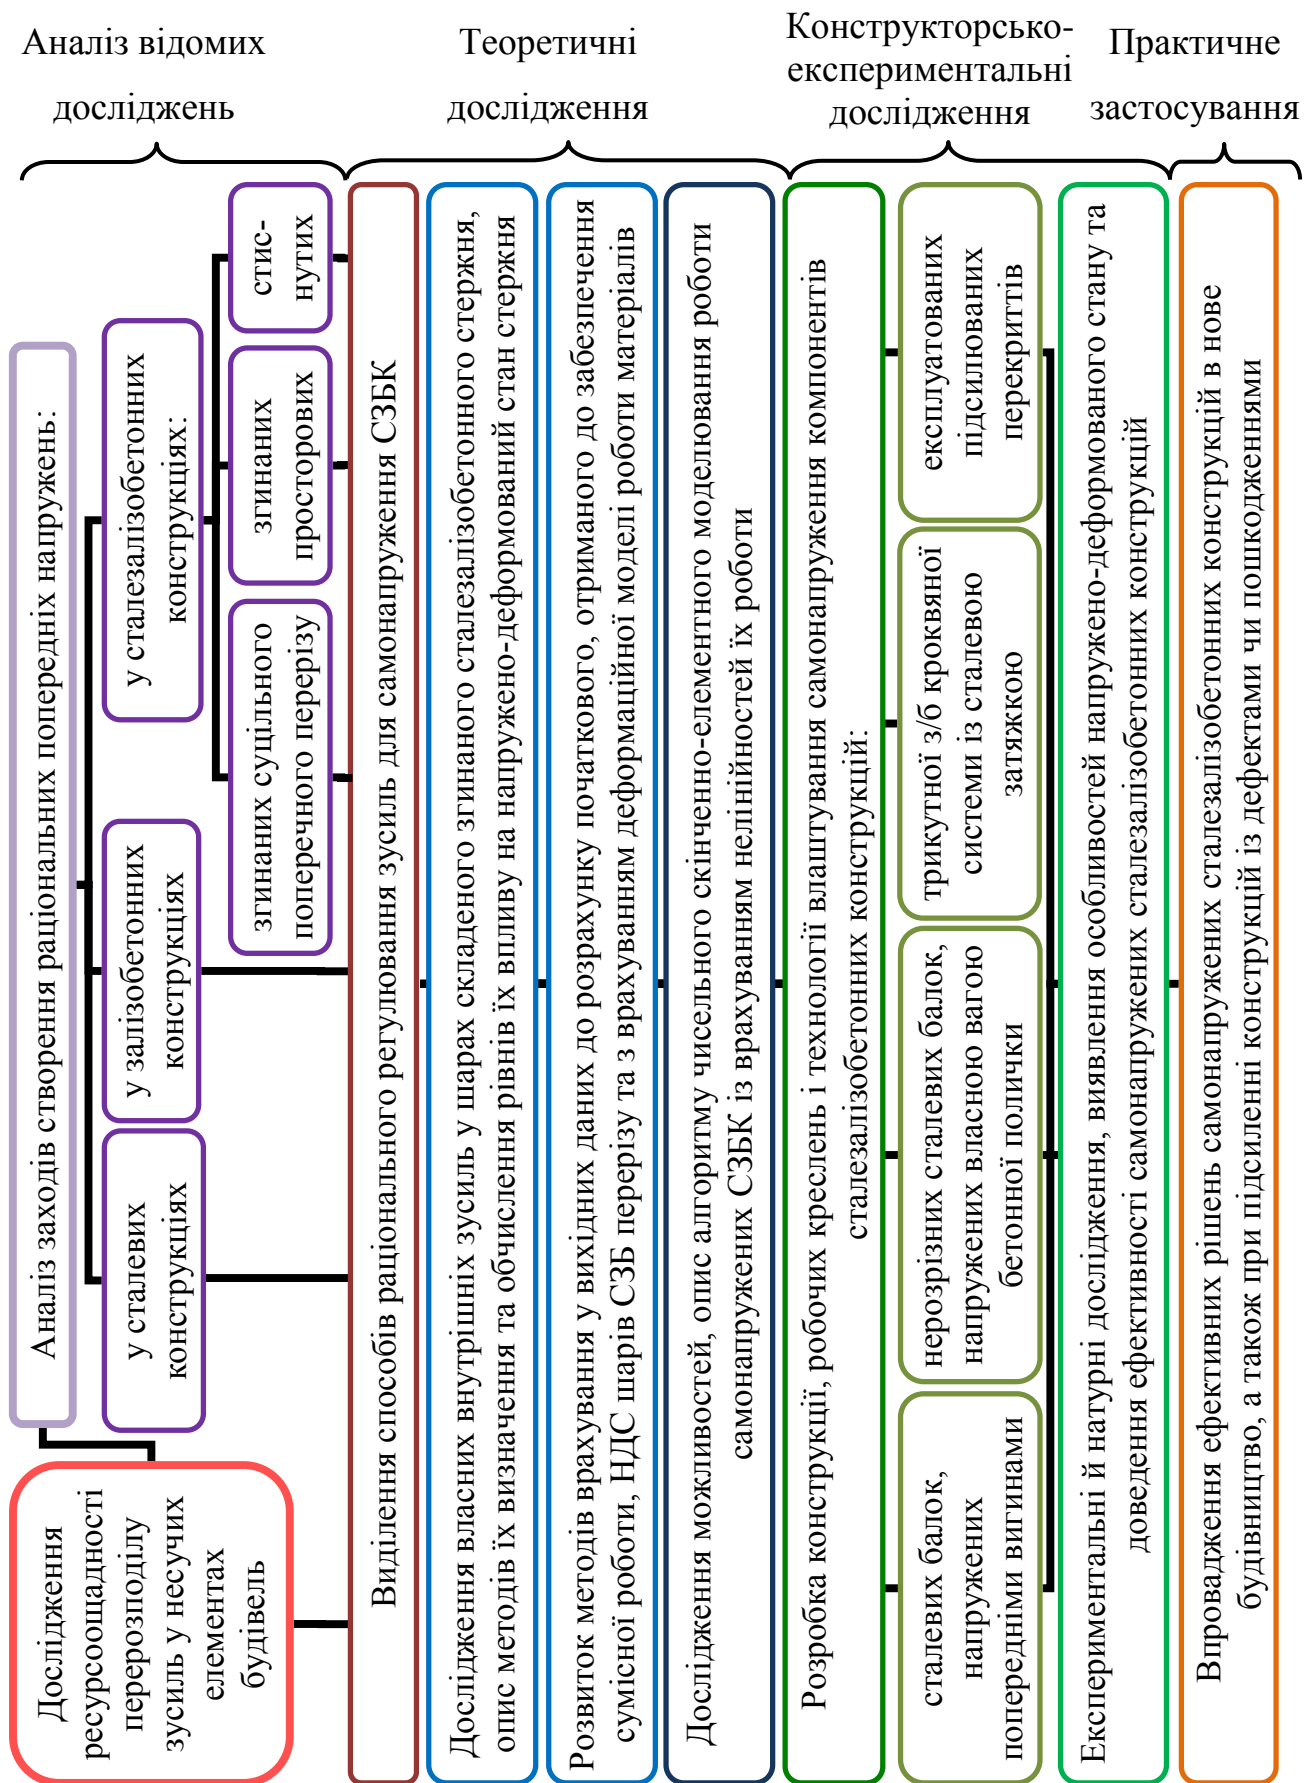 Аналіз відомих
досліджень
Теоретичні
дослідження
Конструкторсько-
експериментальні
дослідження
Практичне
застосування
Дослідження
ресурсоощадності
перерозподілу
зусиль у несучих
елементах
будівель
Аналіз заходів створення раціональних попередніх напружень:
у сталевих
конструкціях
у залізобетонних
конструкціях
у сталезалізобетонних
конструкціях:
згинаних суцільного
поперечного перерізу
згинаних
просторових
стис-
нутих
Виділення способів раціонального регулювання зусиль для самонапруження СЗБК
Дослідження власних внутрішніх зусиль у шарах складеного згинаного сталезалізобетонного стержня,
опис методів їх визначення та обчислення рівнів їх впливу на напружено-деформований стан стержня
Розвиток методів врахування у вихідних даних до розрахунку початкового, отриманого до забезпечення
сумісної роботи, НДС шарів СЗБ перерізу та з врахуванням деформаційної моделі роботи матеріалів
Дослідження можливостей, опис алгоритму чисельного скінченно-елементного моделювання роботи
самонапружених СЗБК із врахуванням нелінійностей їх роботи
Розробка конструкції, робочих креслень і технології влаштування самонапруження компонентів
сталезалізобетонних конструкцій:
сталевих балок,
напружених
попередніми вигинами
нерозрізних сталевих балок,
напружених власною вагою
бетонної полички
трикутної з/б кроквяної
системи із сталевою
затяжкою
експлуатованих
підсилюваних
перекриттів
Експериментальні й натурні дослідження, виявлення особливостей напружено-деформованого стану та
доведення ефективності самонапружених сталезалізобетонних конструкцій
Впровадження ефективних рішень самонапружених сталезалізобетонних конструкцій в нове
будівництво, а також при підсиленні конструкцій із дефектами чи пошкодженнями